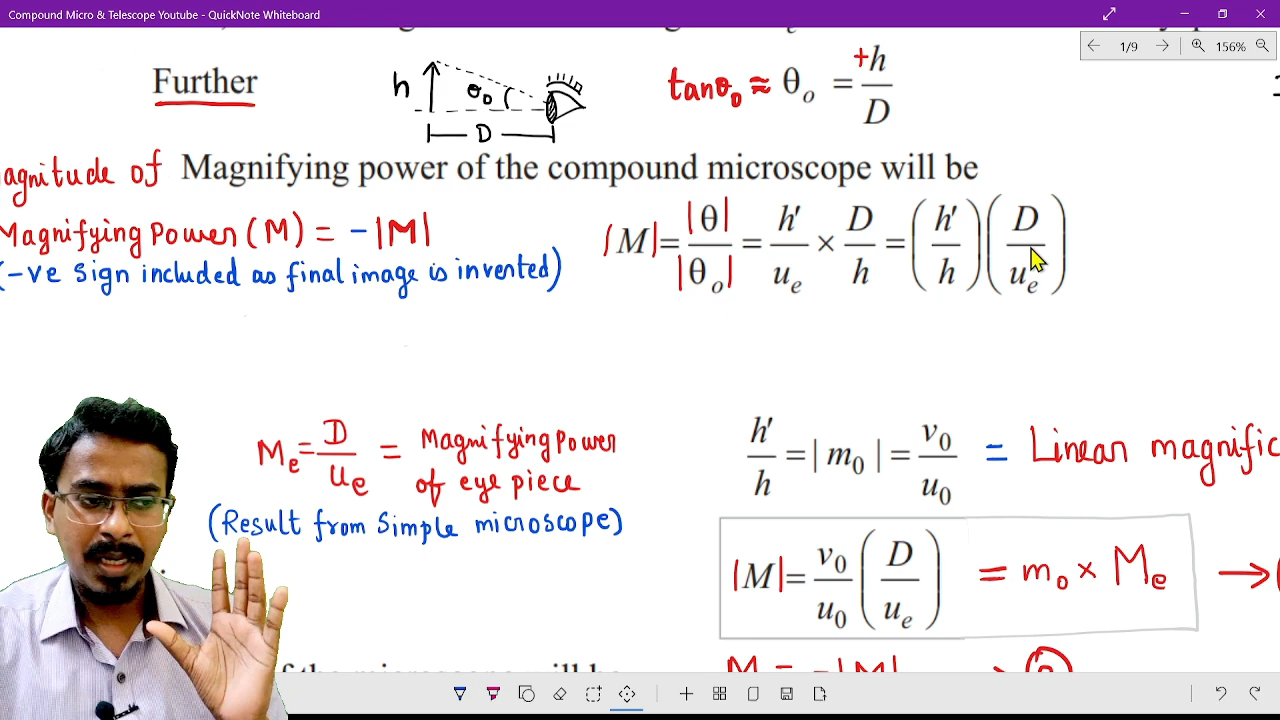 Compound Micro & Telescope Youtube - QuickNote Whiteboard
1/9
156%
Further
h
θ₀
D
tanθ₀ ≈ θₒ = +h/D
agnitude of Magnifying power of the compound microscope will be
Magnifying Power (M) = -|M|
(-ve sign included as final image is invented)
|M| = |θ|/|θₒ| = h'/uₑ × D/h = (h'/h)(D/uₑ)
Mₑ = D/uₑ = Magnifying power of eye piece
(Result from simple microscope)
h'/h = |m₀| = v₀/u₀ = Linear magnific
|M| = v₀/u₀ (D/uₑ) = m₀ × Mₑ →
M = -|M| →